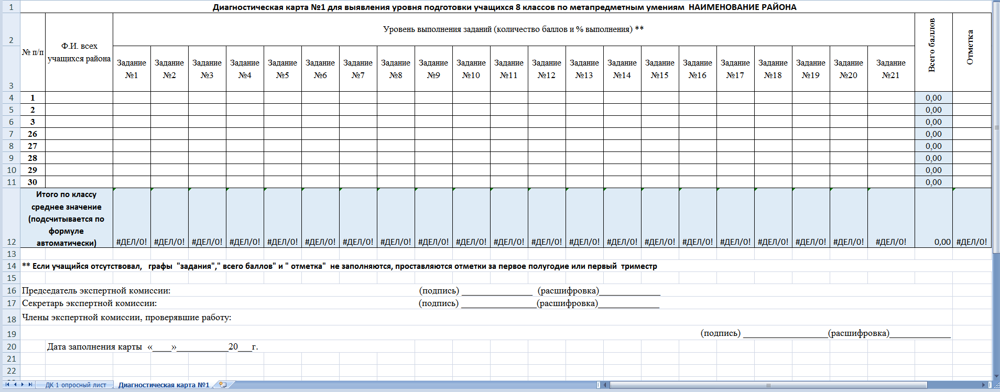 1 Диагностическая карта №1 для выявления уровня подготовки учащихся 8 классов по метапредметным умениям НАИМЕНОВАНИЕ РАЙОНА
2 Уровень выполнения заданий (количество баллов и % выполнения) **
№ п/п
Ф.И. всех
учащихся района
Всего баллов
Отметка
Задание Задание Задание Задание Задание Задание Задание Задание Задание Задание Задание Задание Задание Задание Задание Задание Задание Задание Задание Задание Задание
№1 №2 №3 №4 №5 №6 №7 №8 №9 №10 №11 №12 №13 №14 №15 №16 №17 №18 №19 №20 №21
3
4 1 0,00
5 2 0,00
6 3 0,00
7 26 0,00
8 27 0,00
9 28 0,00
10 29 0,00
11 30 0,00
Итого по классу
среднее значение
(подсчитывается по
формуле
автоматически)
12 #ДЕЛ/0! #ДЕЛ/0! #ДЕЛ/0! #ДЕЛ/0! #ДЕЛ/0! #ДЕЛ/0! #ДЕЛ/0! #ДЕЛ/0! #ДЕЛ/0! #ДЕЛ/0! #ДЕЛ/0! #ДЕЛ/0! #ДЕЛ/0! #ДЕЛ/0! #ДЕЛ/0! #ДЕЛ/0! #ДЕЛ/0! #ДЕЛ/0! #ДЕЛ/0! #ДЕЛ/0! #ДЕЛ/0! 0,00 #ДЕЛ/0!
13
14 ** Если учащийся отсутствовал, графы "задания"," всего баллов" и " отметка" не заполняются, проставляются отметки за первое полугодие или первый триместр
15
16 Председатель экспертной комиссии: (подпись) _______________ (расшифровка)_____________
17 Секретарь экспертной комиссии: (подпись) ________________(расшифровка)_____________
18 Члены экспертной комиссии, проверявшие работу:
19 (подпись) __________________(расшифровка)_____________
20 Дата заполнения карты «____»___________20___г.
21
22
ДК 1 опросный лист Диагностическая карта №1